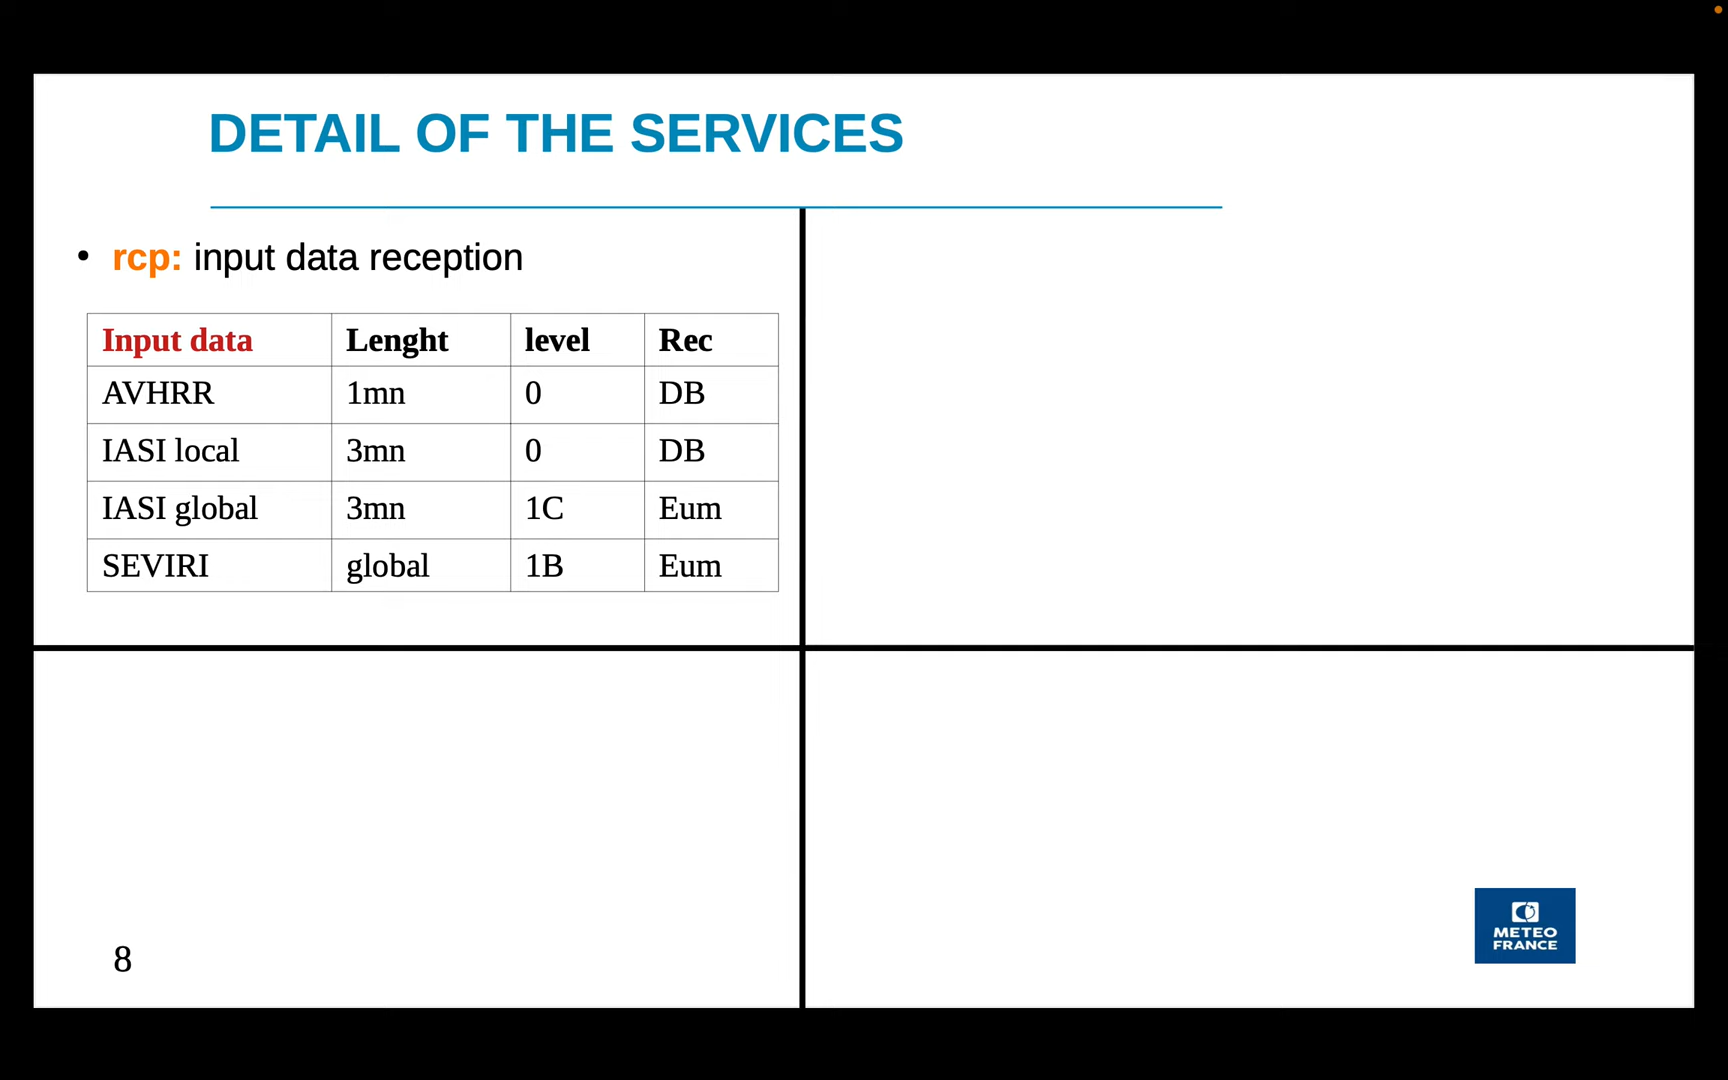 DETAIL OF THE SERVICES
• rcp: input data reception
Input data Lenght level Rec
AVHRR 1mn 0 DB
IASI local 3mn 0 DB
IASI global 3mn 1C Eum
SEVIRI global 1B Eum
METEO
FRANCE
8